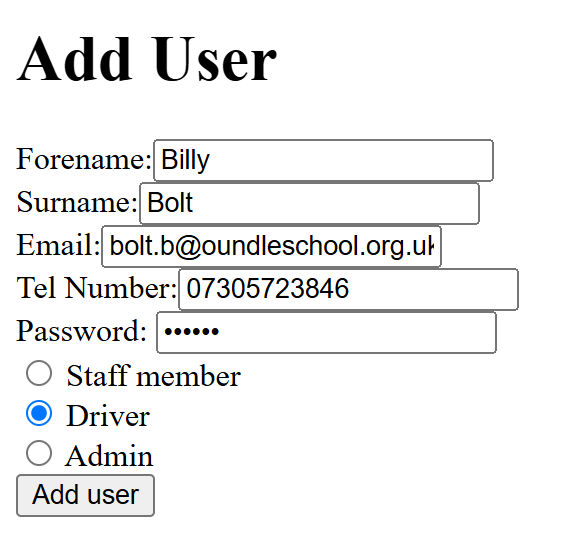 Add User
Forename: Billy
Surname: Bolt
Email: bolt.b@oundleschool.org.uk
Tel Number: 07305723846
Password: ••••••
Staff member
Driver
Admin
Add user